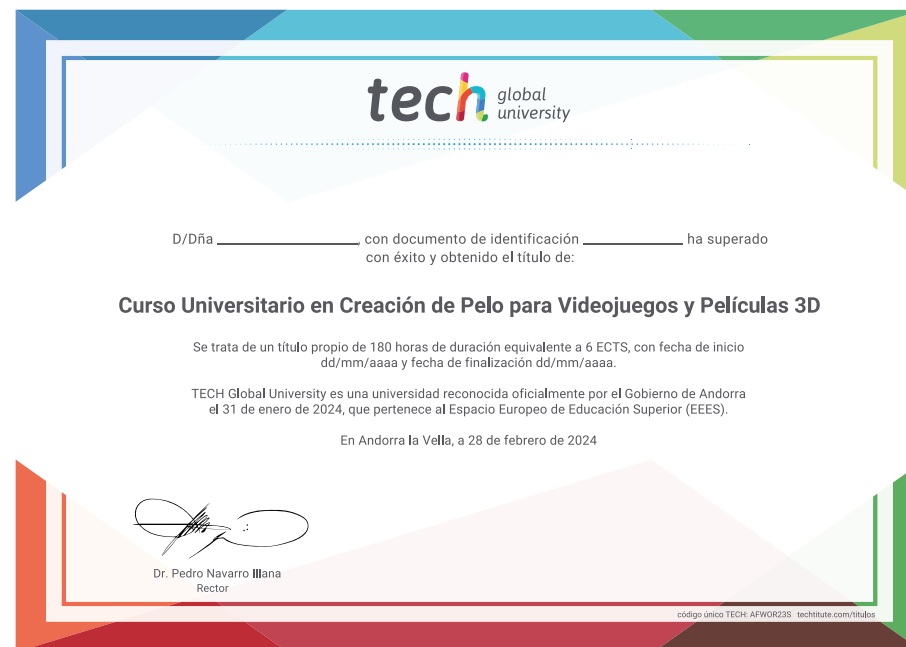 tech global university
D/Dña ____________________, con documento de identificación ______________ ha superado
con éxito y obtenido el título de:
Curso Universitario en Creación de Pelo para Videojuegos y Películas 3D
Se trata de un título propio de 180 horas de duración equivalente a 6 ECTS, con fecha de inicio
dd/mm/aaaa y fecha de finalización dd/mm/aaaa.
TECH Global University es una universidad reconocida oficialmente por el Gobierno de Andorra
el 31 de enero de 2024, que pertenece al Espacio Europeo de Educación Superior (EEES).
En Andorra la Vella, a 28 de febrero de 2024
Dr. Pedro Navarro Illana
Rector
código único TECH: AFWOR23S techtitute.com/titulos